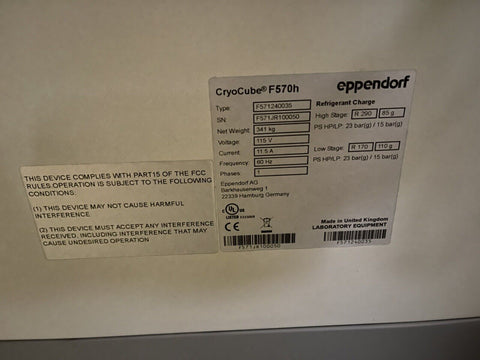 CryoCube® F570h
eppendorf
Type: F571240035
SN: F571JR100050
Net Weight: 341 kg
Voltage: 115 V
Current: 11.5 A
Frequency: 60 Hz
Phases: 1
Refrigerant Charge
High Stage: R 290 85 g
PS HP/LP: 23 bar(g) / 15 bar(g)
Low Stage: R 170 110 g
PS HP/LP: 23 bar(g) / 15 bar(g)
Eppendorf AG
Barkhausenweg 1
22339 Hamburg Germany
UL
LISTED
CE
Made in United Kingdom
LABORATORY EQUIPMENT
F571JR100050
F571240035
THIS DEVICE COMPLIES WITH PART15 OF THE FCC
RULES.OPERATION IS SUBJECT TO THE FOLLOWING
CONDITIONS:
(1) THIS DEVICE MAY NOT CAUSE HARMFUL
INTERFERENCE
(2) THIS DEVICE MUST ACCEPT ANY INTERFERENCE
RECEIVED, INCLUDING INTERFERENCE THAT MAY
CAUSE UNDESIRED OPERATION